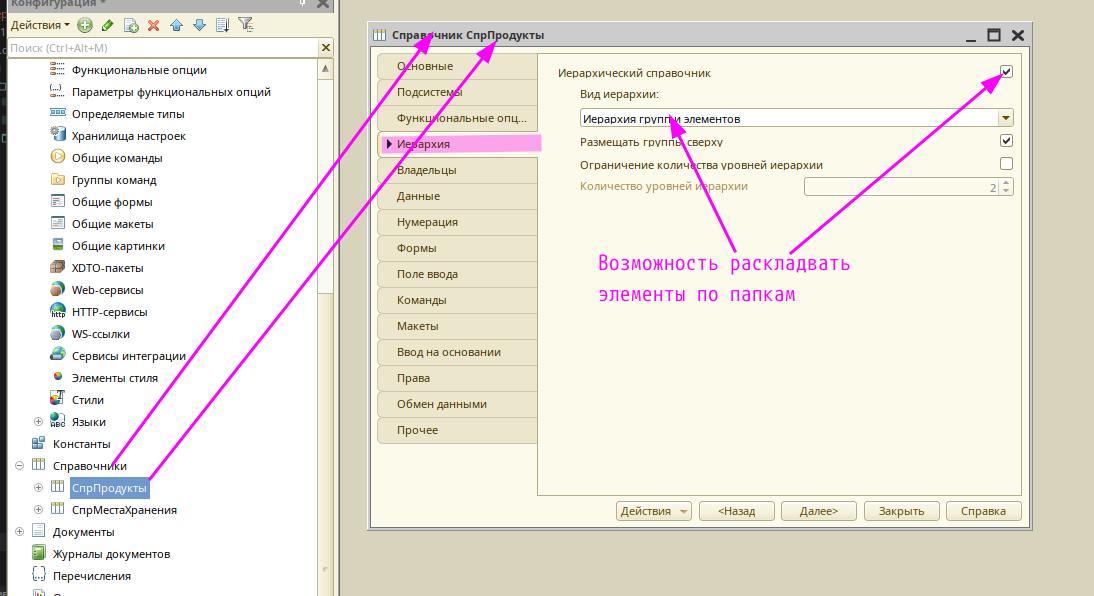 Конфигурация *
Действия
Поиск (Ctrl+Alt+M)
Функциональные опции
Параметры функциональных опций
Определяемые типы
Хранилища настроек
Общие команды
Группы команд
Общие формы
Общие макеты
Общие картинки
XDTO-пакеты
Web-сервисы
HTTP-сервисы
WS-ссылки
Сервисы интеграции
Элементы стиля
Стили
Языки
Константы
Справочники
СпрПродукты
СпрМестаХранения
Документы
Журналы документов
Перечисления
Справочник СпрПродукты
Основные
Подсистемы
Функциональные опц...
Иерархия
Владельцы
Данные
Нумерация
Формы
Поле ввода
Команды
Макеты
Ввод на основании
Права
Обмен данными
Прочее
Иерархический справочник
Вид иерархии:
Иерархия групп и элементов
Размещать группы сверху
Ограничение количества уровней иерархии
Количество уровней иерархии
2
Возможность раскладвать
элементы по папкам
Действия
<Назад
Далее>
Закрыть
Справка